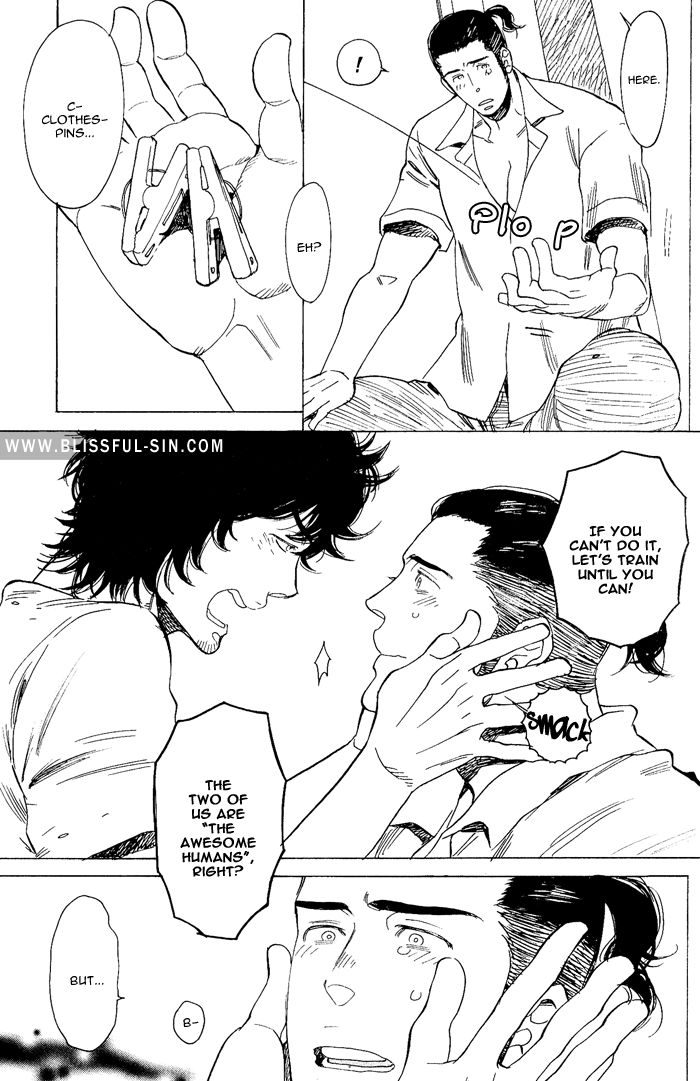 HERE.
!
Plop
EH?
C-
CLOTHES-
PINS...
WWW.BLISSFUL-SIN.COM
IF YOU
CAN'T DO IT,
LET'S TRAIN
UNTIL YOU
CAN!
SMACK
THE
TWO OF
US ARE
"THE
AWESOME
HUMANS",
RIGHT?
B-
BUT...